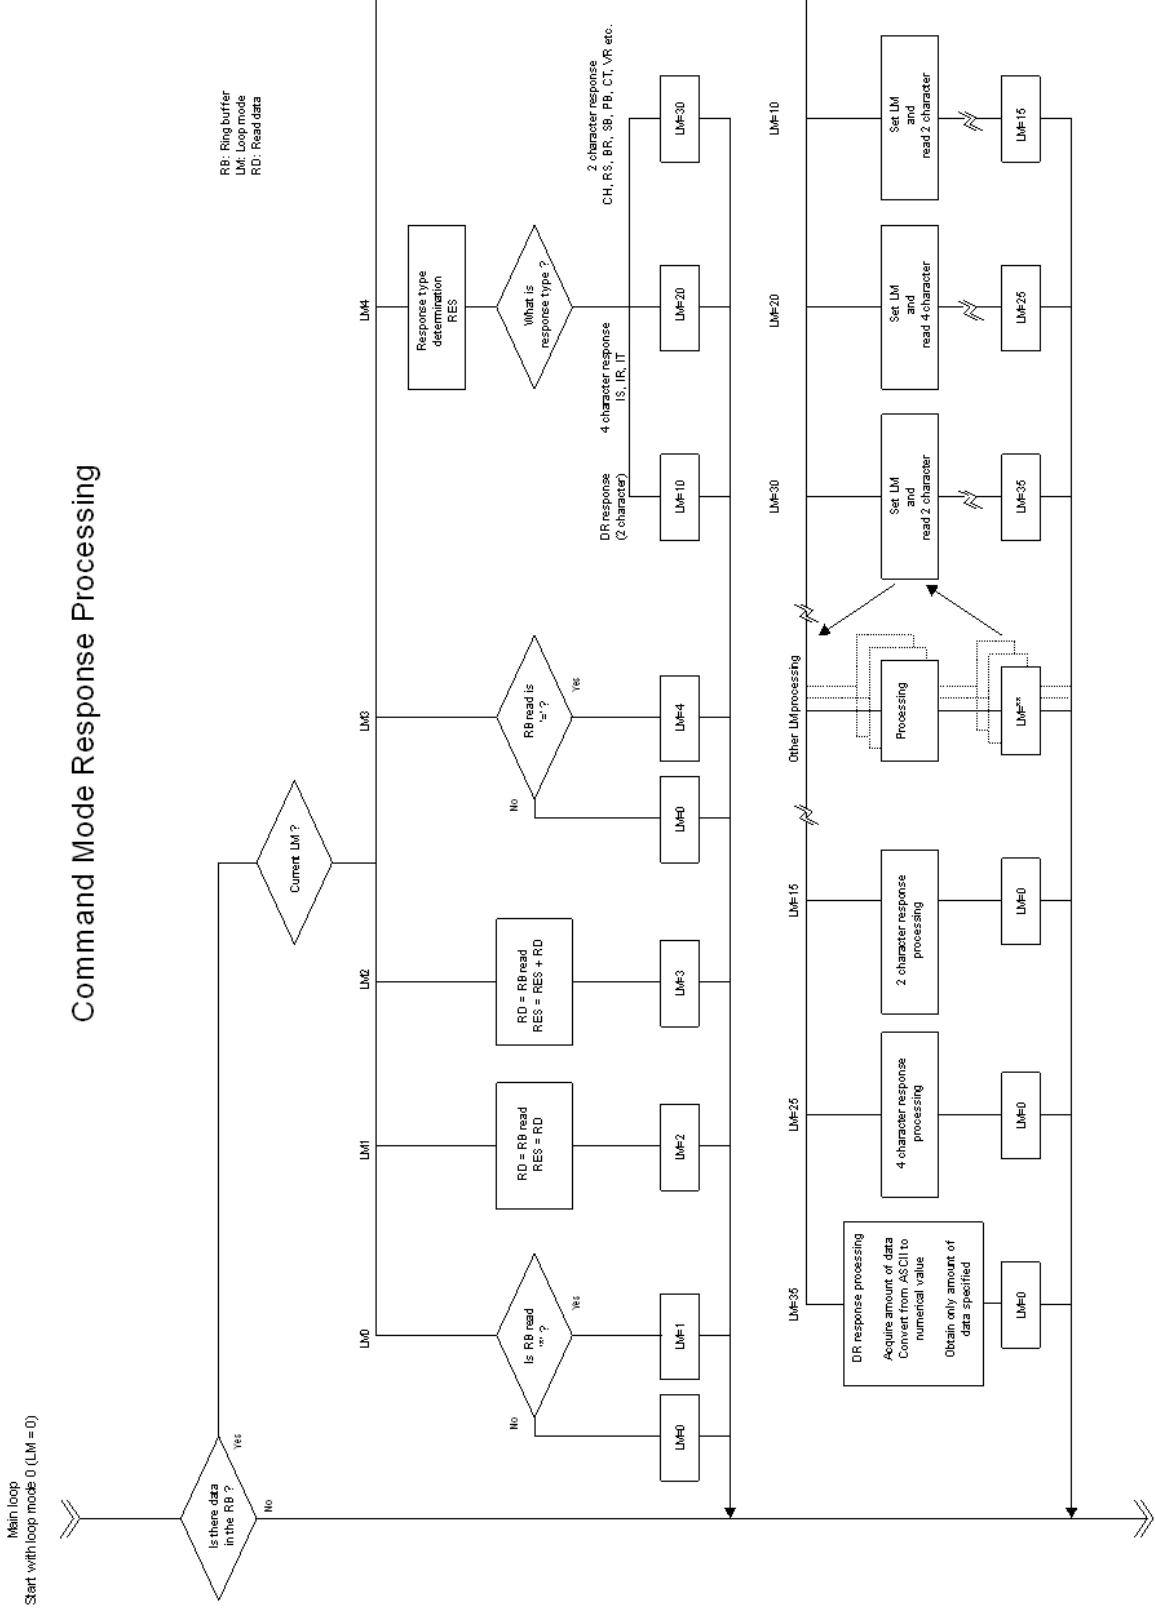 Command Mode Response Processing
Main loop
Start with loop mode 0 (LM = 0)
RB: Ring buffer
LM: Loop mode
RD: Read data
Is there data
in the RB ?
Yes
No
Current LM ?
LM0
LM1
LM2
LM3
LM4
Is RB read
'*' ?
No
Yes
LM=0
LM=1
RD = RB read
RES = RD
LM=2
RD = RB read
RES = RES + RD
LM=3
RB read is
'=' ?
No
Yes
LM=0
LM=4
Response type
determination
RES
What is
response type ?
DR response
(2 character)
4 character response
IS, IR, IT
2 character response
CH, RS, BR, SB, PB, CT, VR etc.
LM=10
LM=20
LM=30
LM=35
LM=25
LM=15
Other LM processing
LM=30
LM=20
LM=10
DR response processing
Acquire amount of data
Convert from ASCII to
numerical value
Obtain only amount of
data specified
LM=0
4 character response
processing
LM=0
2 character response
processing
LM=0
Processing
LM=**
Set LM
and
read 2 character
LM=35
Set LM
and
read 4 character
LM=25
Set LM
and
read 2 character
LM=15